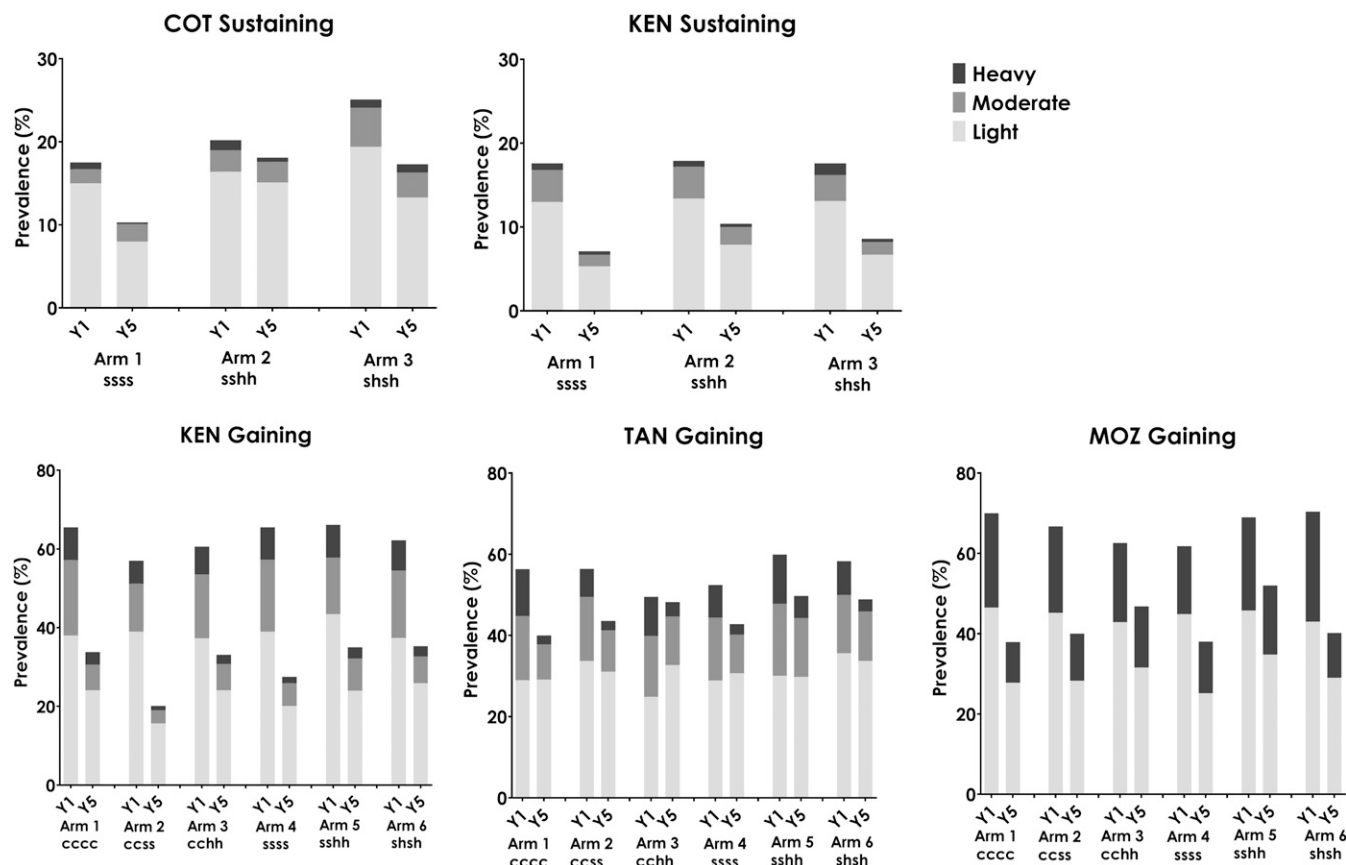 COT Sustaining
Prevalence (%)
30
20
10
0
Y1 Y5 Y1 Y5 Y1 Y5
Arm 1 Arm 2 Arm 3
ssss sshh shsh
KEN Sustaining
Prevalence (%)
30
20
10
0
Y1 Y5 Y1 Y5 Y1 Y5
Arm 1 Arm 2 Arm 3
ssss sshh shsh
Heavy
Moderate
Light
KEN Gaining
Prevalence (%)
80
60
40
20
0
Y1 Y5 Y1 Y5 Y1 Y5 Y1 Y5 Y1 Y5 Y1 Y5
Arm 1 Arm 2 Arm 3 Arm 4 Arm 5 Arm 6
cccc ccss cchh ssss sshh shsh
TAN Gaining
Prevalence (%)
80
60
40
20
0
Y1 Y5 Y1 Y5 Y1 Y5 Y1 Y5 Y1 Y5 Y1 Y5
Arm 1 Arm 2 Arm 3 Arm 4 Arm 5 Arm 6
cccc ccss cchh ssss sshh shsh
MOZ Gaining
Prevalence (%)
80
60
40
20
0
Y1 Y5 Y1 Y5 Y1 Y5 Y1 Y5 Y1 Y5 Y1 Y5
Arm 1 Arm 2 Arm 3 Arm 4 Arm 5 Arm 6
cccc ccss cchh ssss sshh shsh